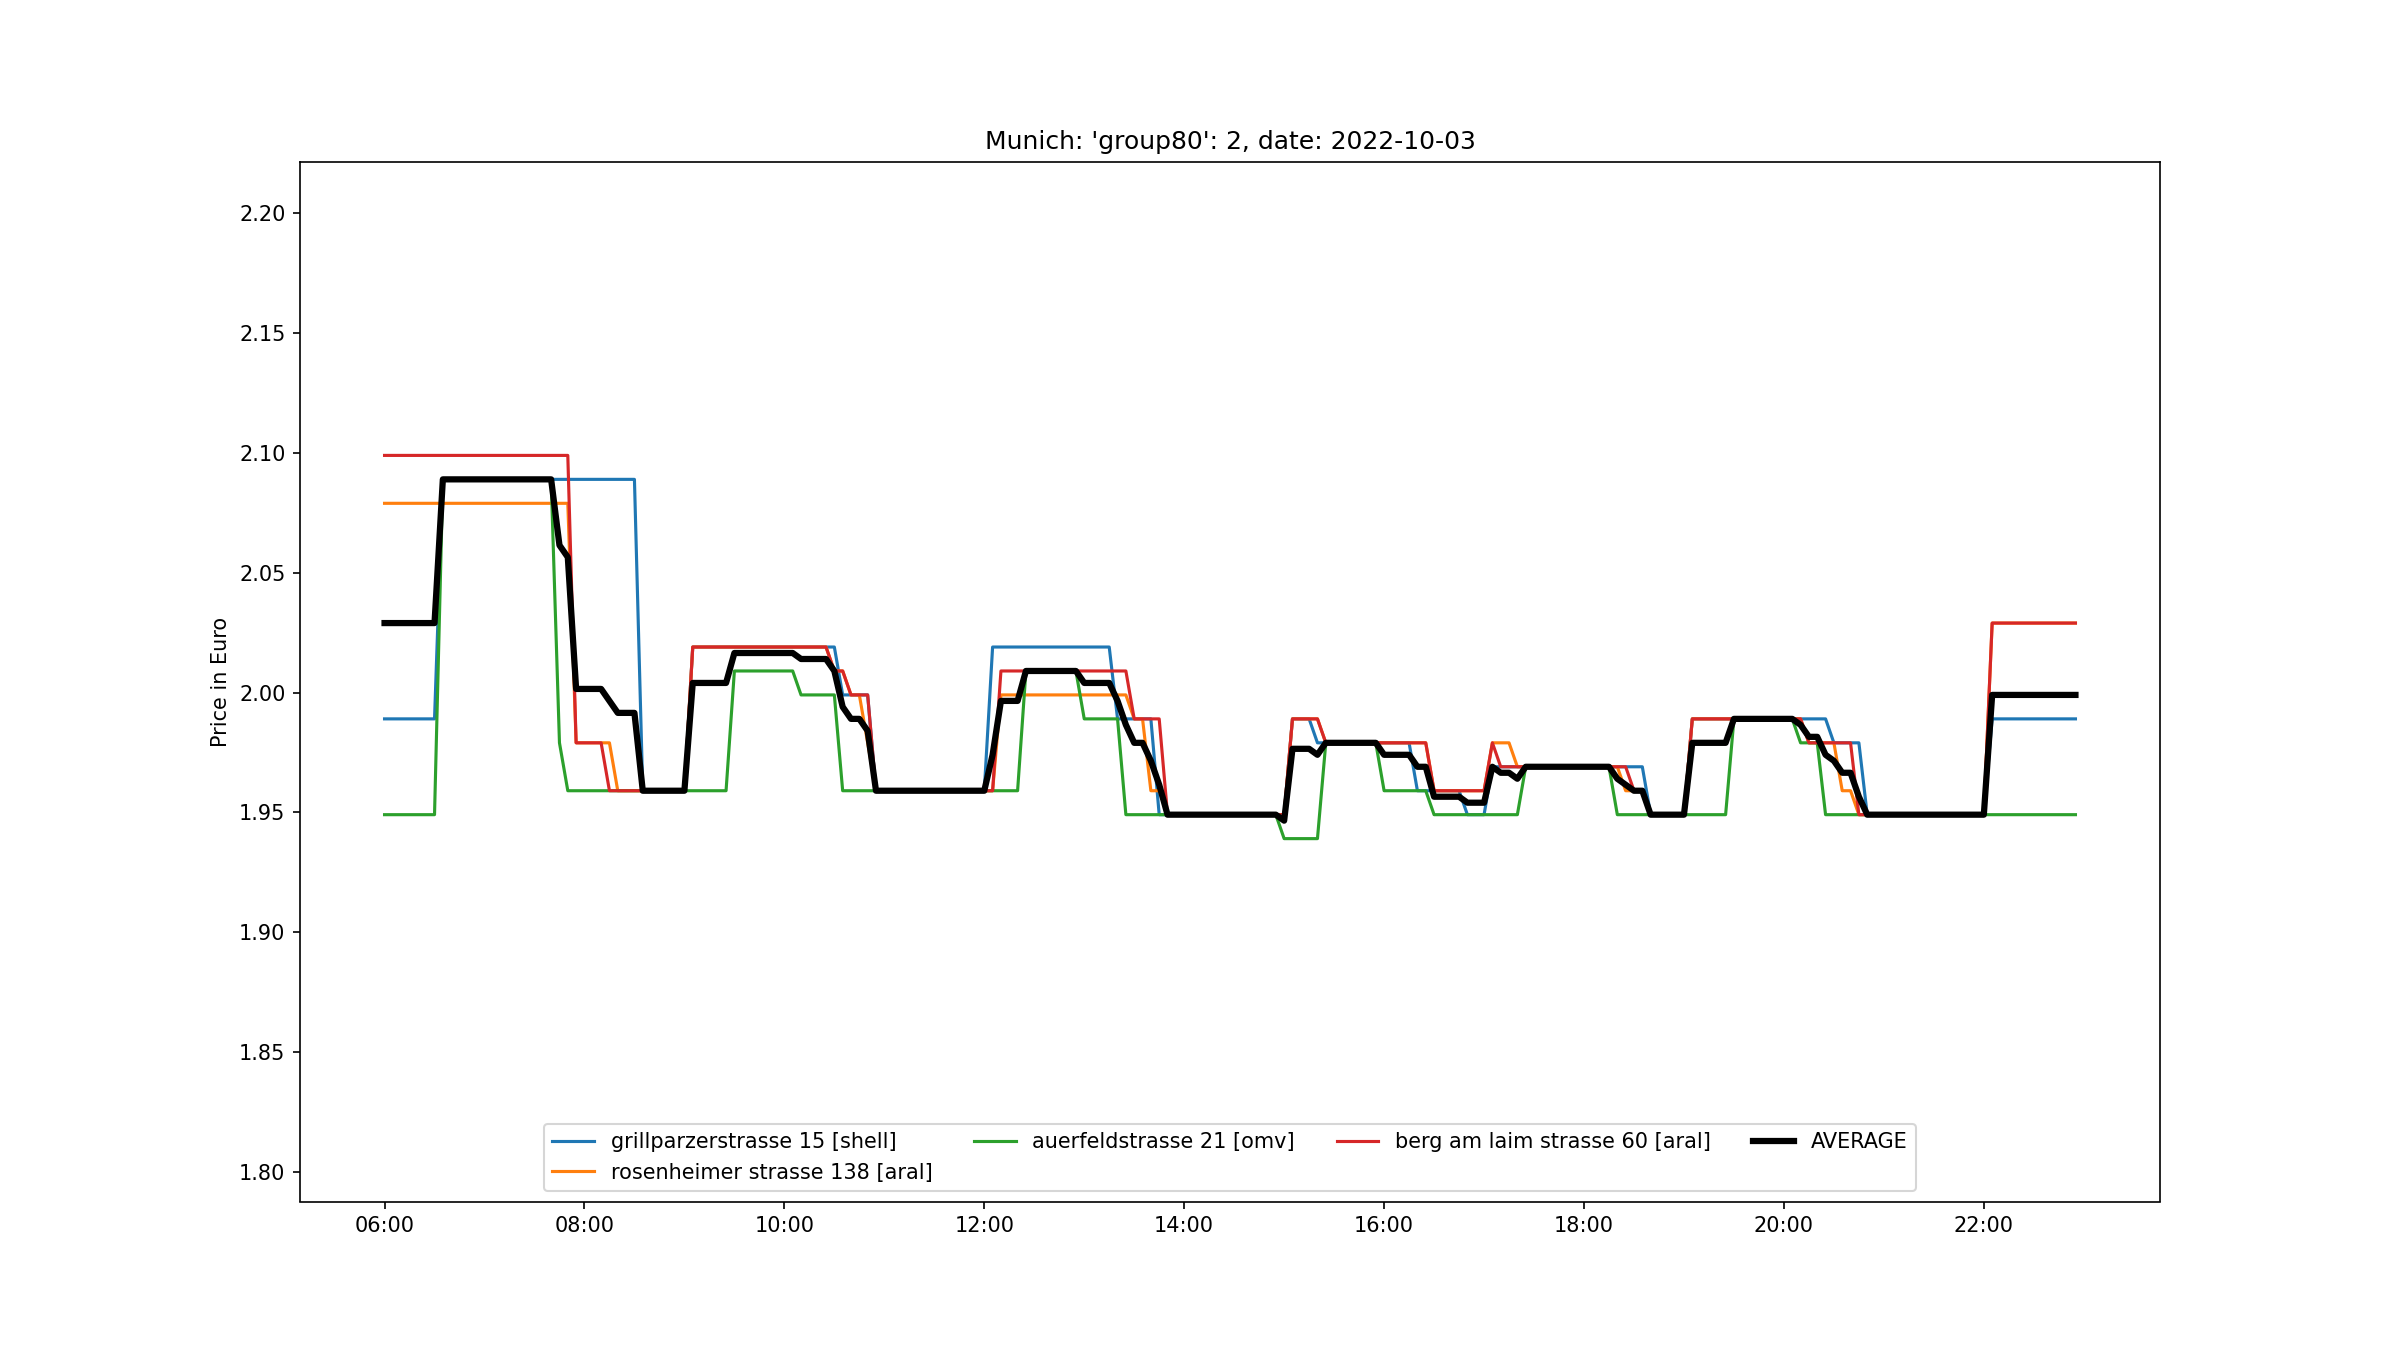 Munich: 'group80': 2, date: 2022-10-03
Price in Euro
2.20
2.15
2.10
2.05
2.00
1.95
1.90
1.85
1.80
grillparzerstrasse 15 [shell]
rosenheimer strasse 138 [aral]
auerfeldstrasse 21 [omv]
berg am laim strasse 60 [aral]
AVERAGE
06:00 08:00 10:00 12:00 14:00 16:00 18:00 20:00 22:00